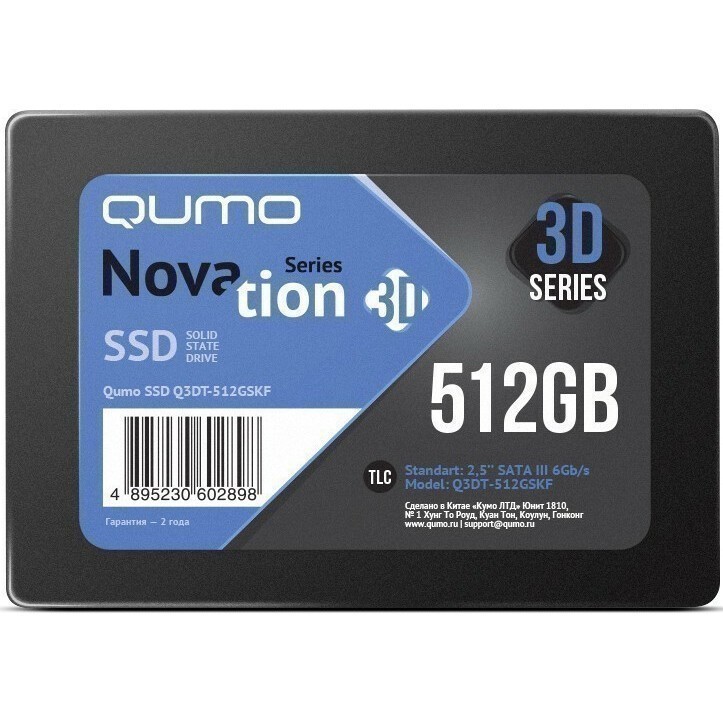 QUMO
Novation Series 3D
SSD SOLID
STATE
DRIVE
Qumo SSD Q3DT-512GSKF
4 895230 602898
Гарантия — 2 года
3D
SERIES
512GB
TLC
Standart: 2,5'' SATA III 6Gb/s
Model: Q3DT-512GSKF
Сделано в Китае «Кумо ЛТД» Юнит 1810,
№ 1 Хунг То Роуд, Куан Тон, Коулун, Гонконг
www.qumo.ru | support@qumo.ru